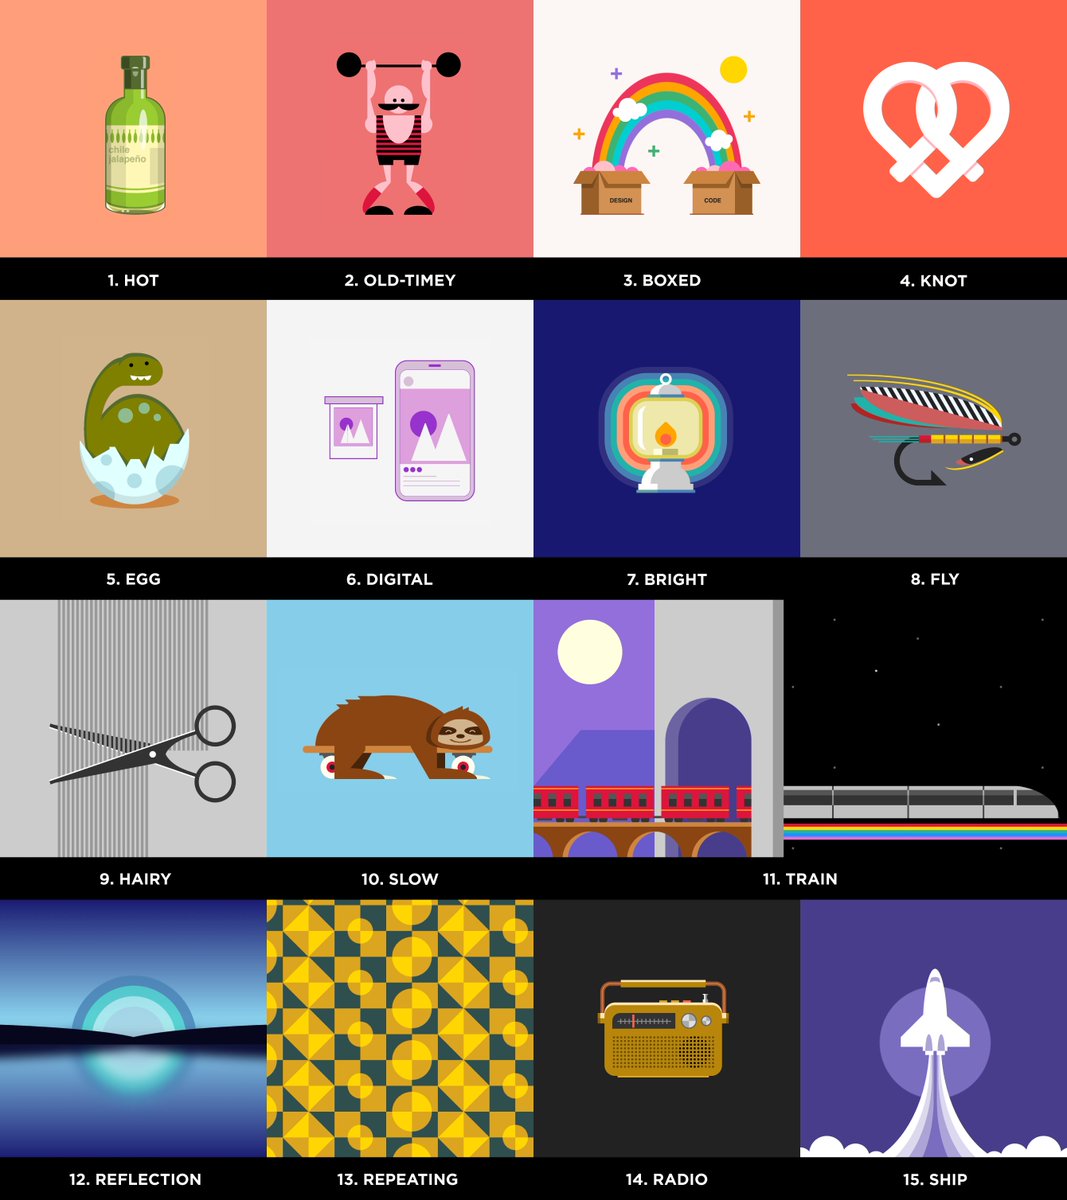 chile
jalapeño
DESIGN
CODE
1. HOT
2. OLD-TIMEY
3. BOXED
4. KNOT
5. EGG
6. DIGITAL
7. BRIGHT
8. FLY
9. HAIRY
10. SLOW
11. TRAIN
12. REFLECTION
13. REPEATING
14. RADIO
15. SHIP